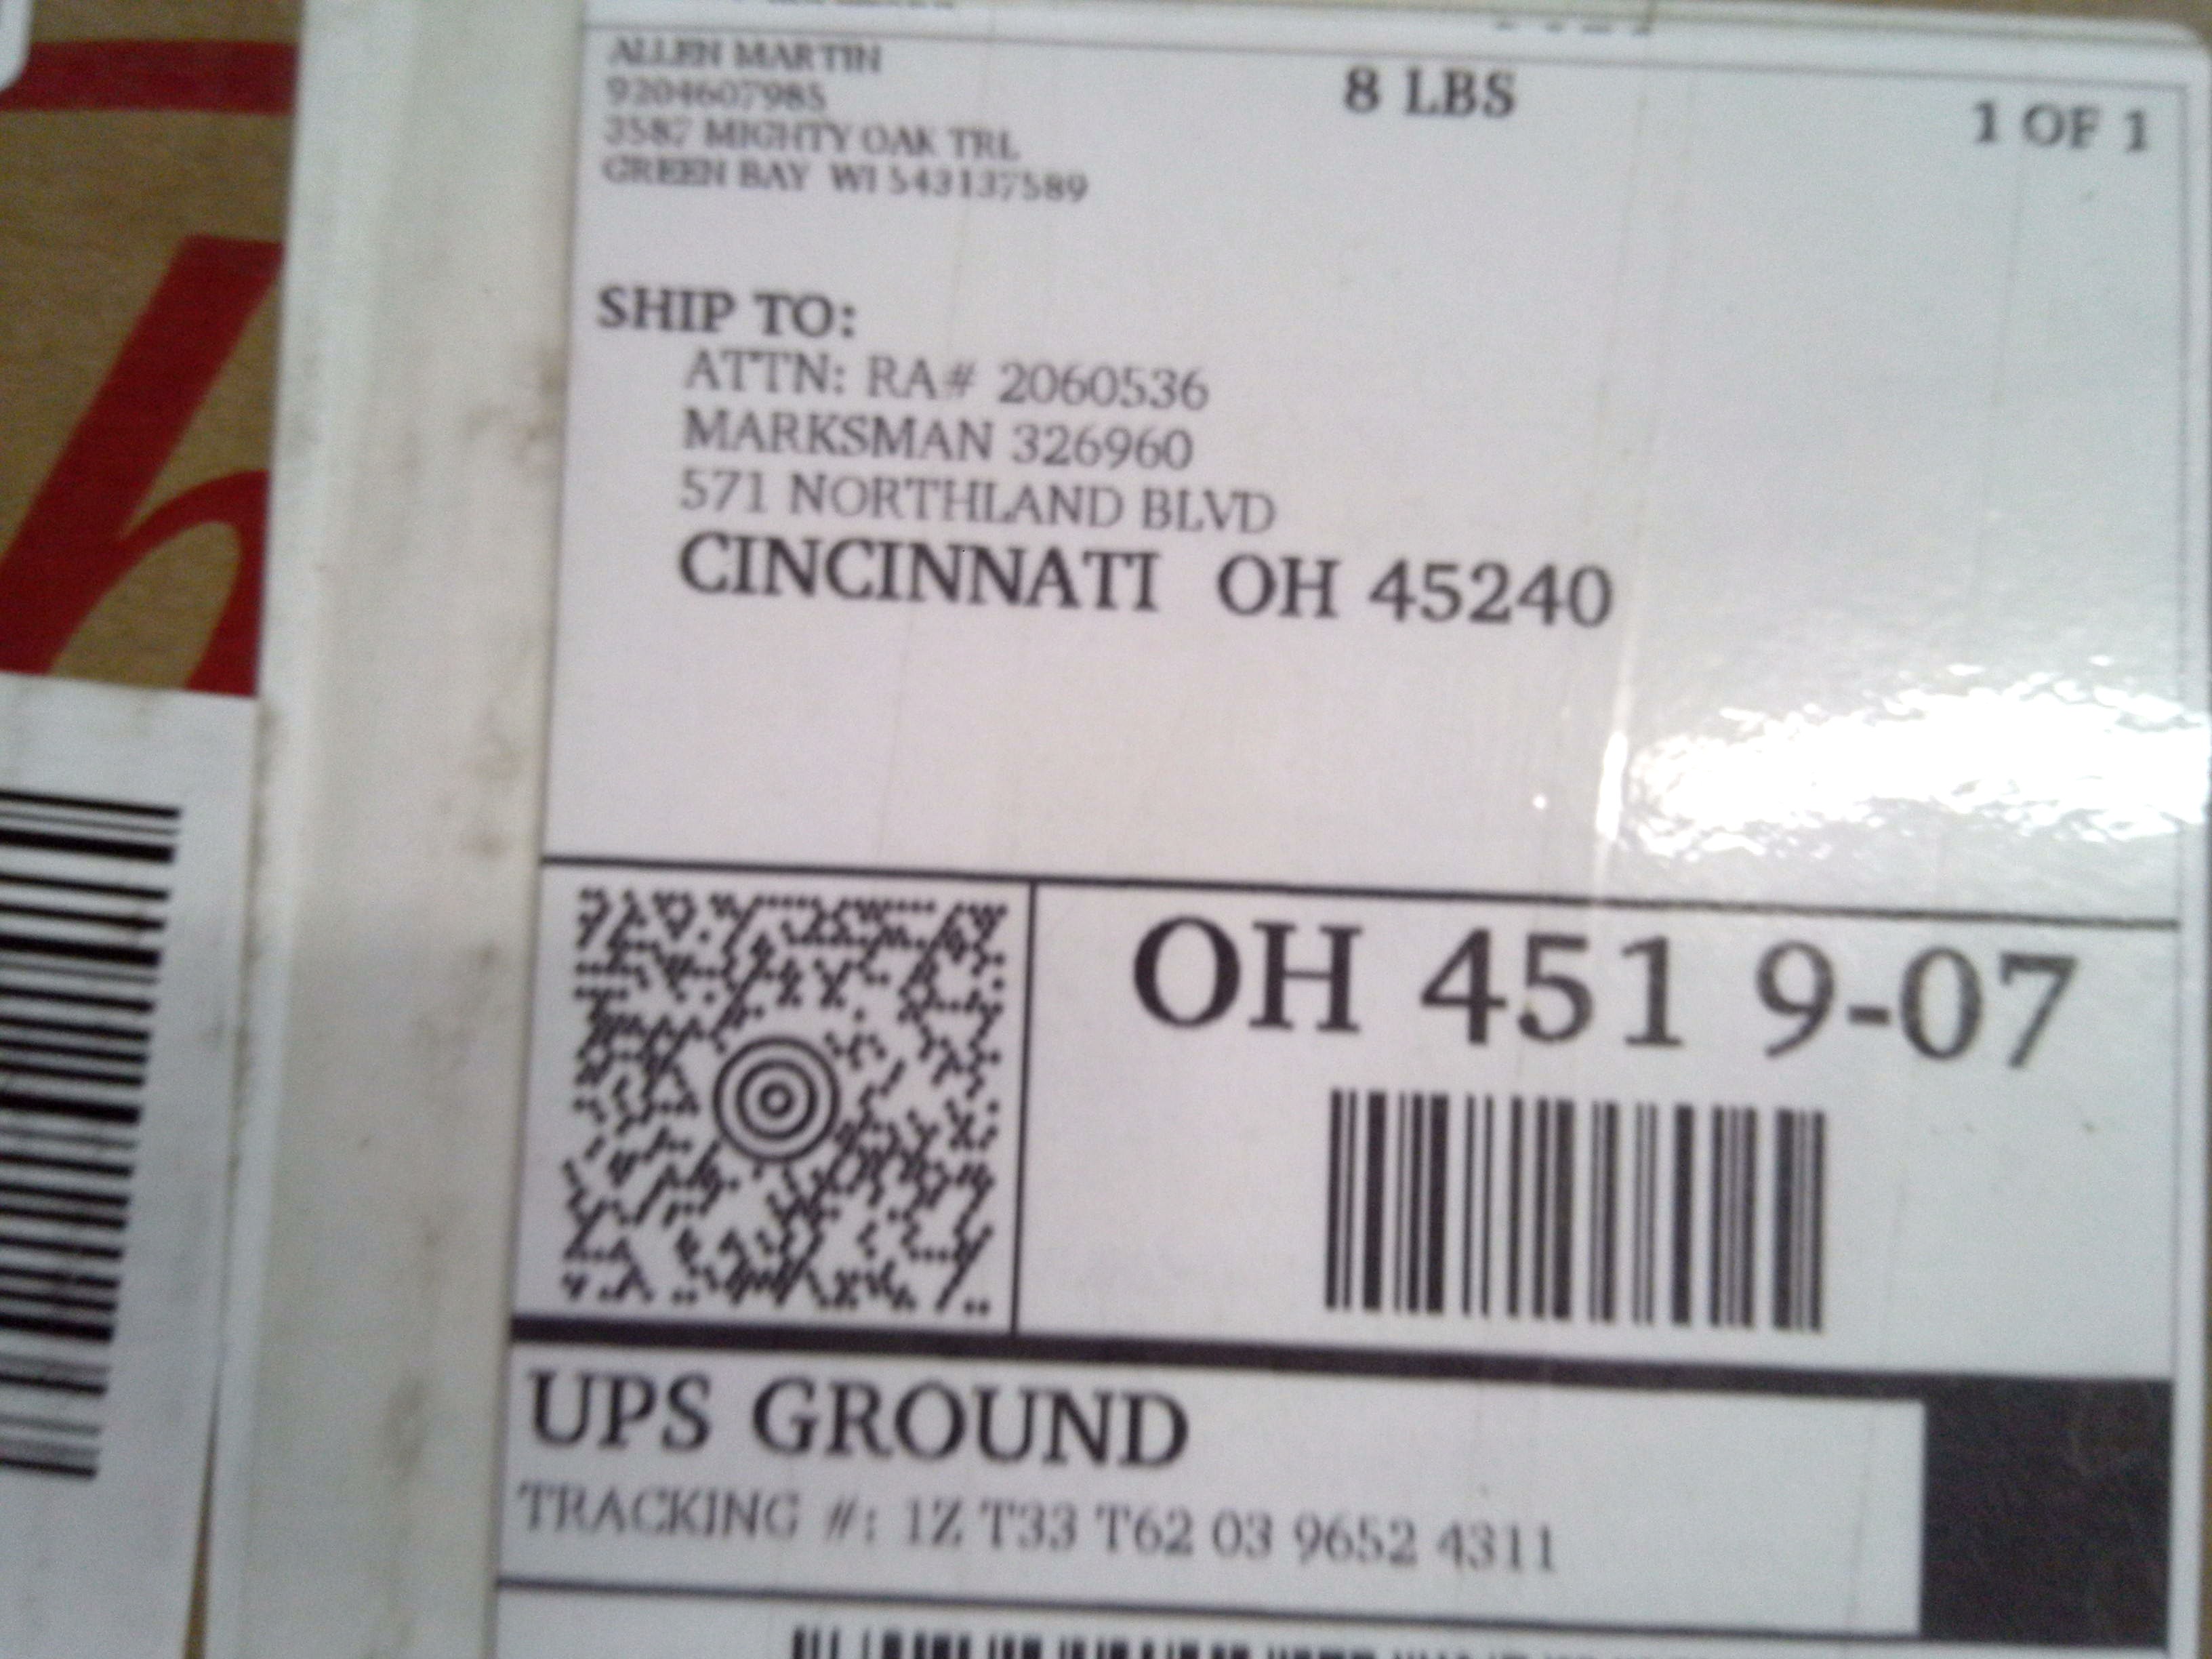 ALLEN MARTIN
9204607985
3587 MIGHTY OAK TRL
GREEN BAY WI 543137589
8 LBS
1 OF 1
SHIP TO:
ATTN: RA# 2060536
MARKSMAN 326960
571 NORTHLAND BLVD
CINCINNATI OH 45240
OH 451 9-07
UPS GROUND
TRACKING #: 1Z T33 T62 03 9652 4311
h